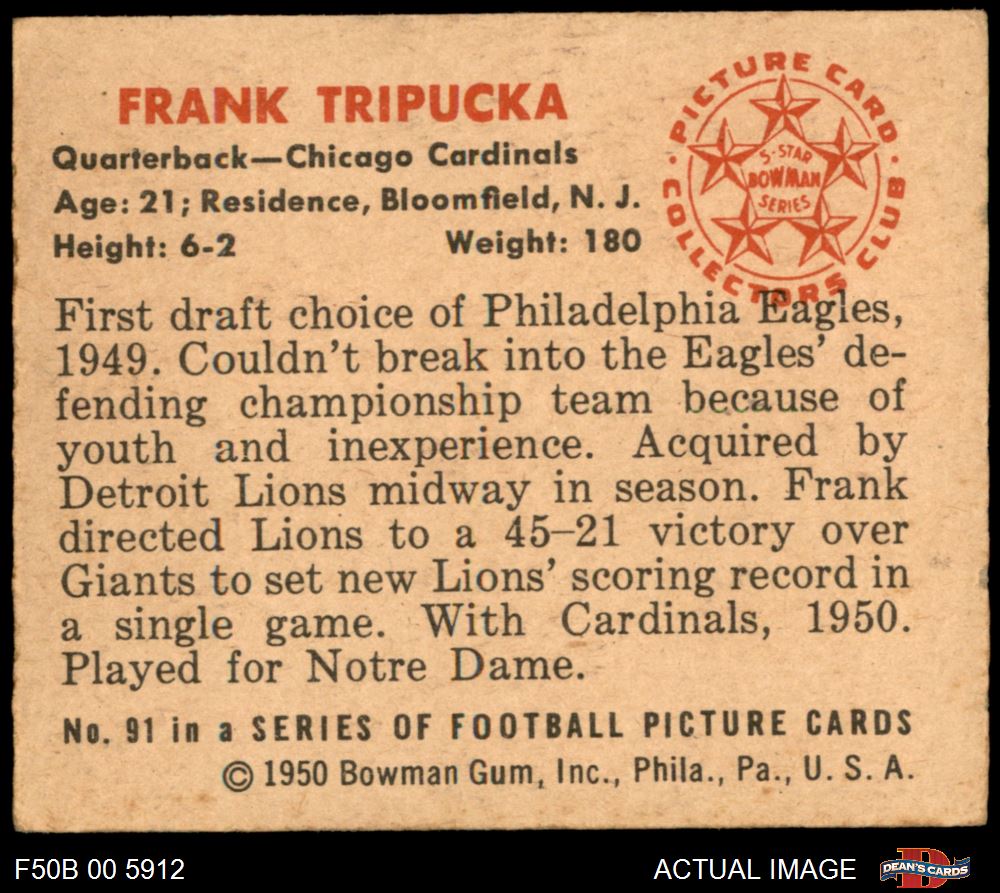 FRANK TRIPUCKA
Quarterback—Chicago Cardinals
Age: 21; Residence, Bloomfield, N. J.
Height: 6-2 Weight: 180
PICTURE CARD
COLLECTORS CLUB
5-STAR
BOWMAN
SERIES
First draft choice of Philadelphia Eagles,
1949. Couldn't break into the Eagles' de-
fending championship team because of
youth and inexperience. Acquired by
Detroit Lions midway in season. Frank
directed Lions to a 45–21 victory over
Giants to set new Lions' scoring record in
a single game. With Cardinals, 1950.
Played for Notre Dame.
No. 91 in a SERIES OF FOOTBALL PICTURE CARDS
© 1950 Bowman Gum, Inc., Phila., Pa., U. S. A.
F50B 00 5912 ACTUAL IMAGE DEAN'S CARDS